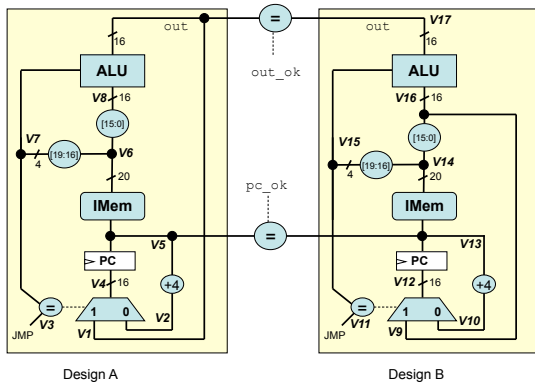 out
=
out
V17
16
16
out_ok
ALU
ALU
V8
16
V16
16
V7
[15:0]
V15
[15:0]
4
[19:16]
V6
4
[19:16]
V14
20
20
IMem
pc_ok
IMem
V5
=
V13
PC
PC
V4
16
+4
V12
16
+4
=
1
0
=
1
0
JMP
V3
V1
V2
JMP
V11
V9
V10
Design A
Design B